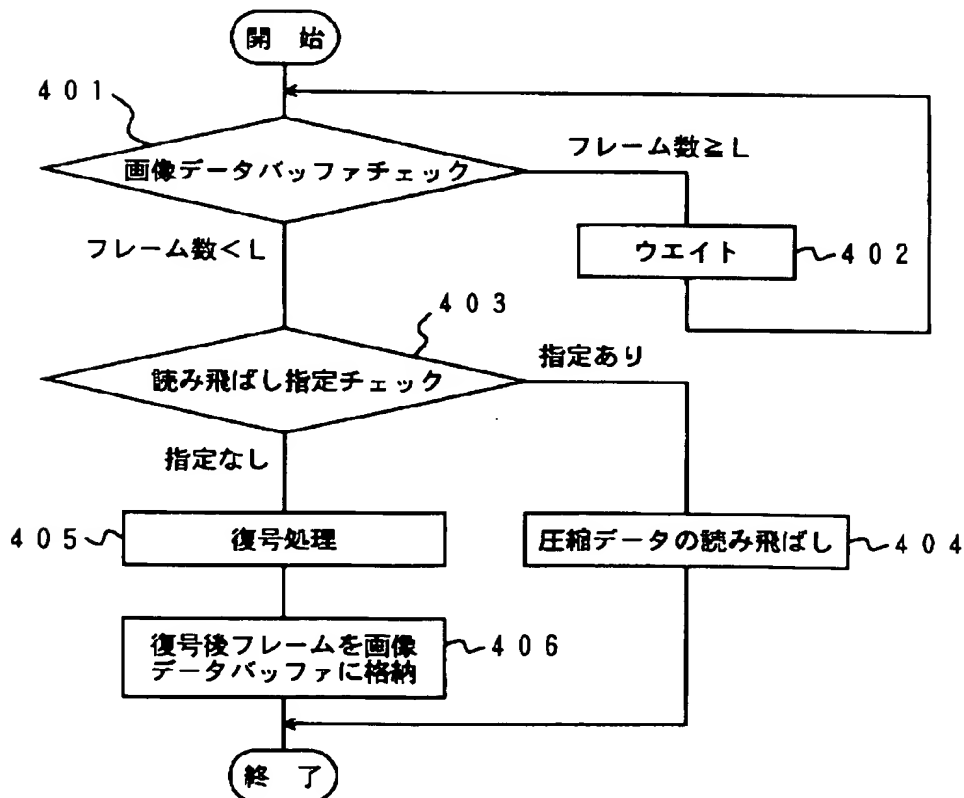 開 始
401
画像データバッファチェック
フレーム数≧L
ウエイト
402
フレーム数<L
403
読み飛ばし指定チェック
指定あり
指定なし
405
復号処理
圧縮データの読み飛ばし
404
復号後フレームを画像
データバッファに格納
406
終 了